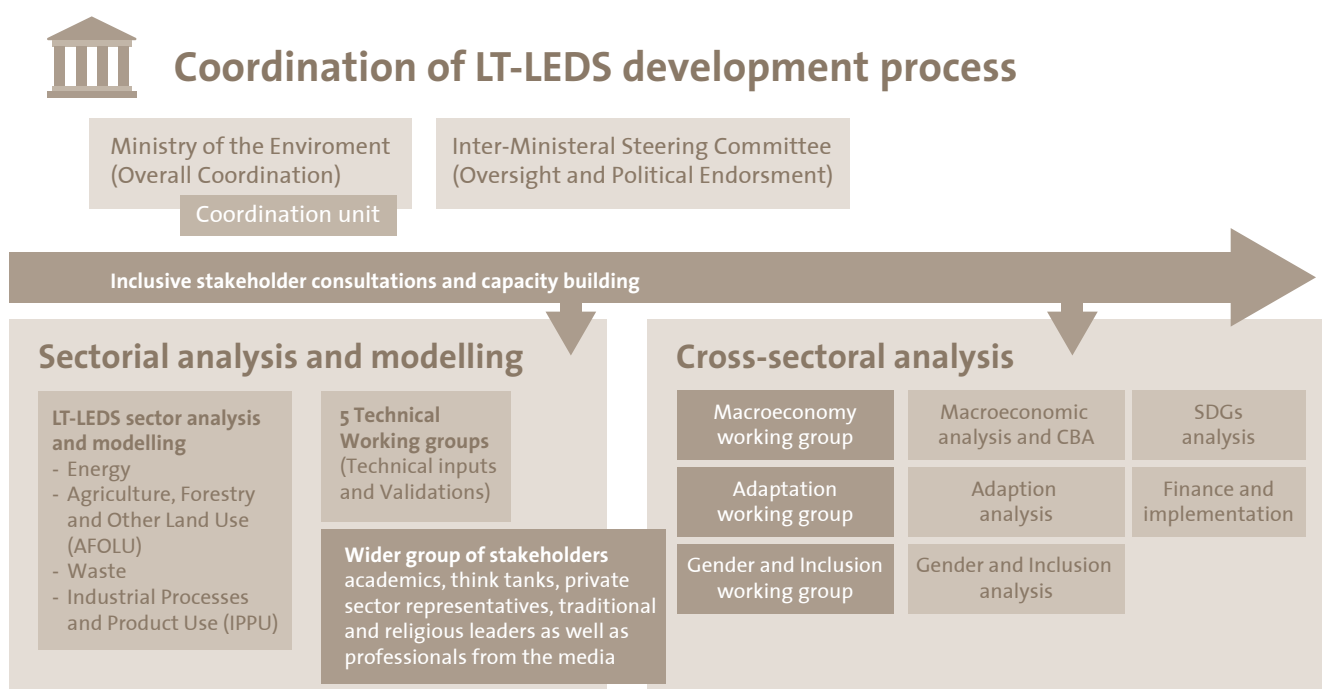 Coordination of LT-LEDS development process
Ministry of the Enviroment
(Overall Coordination)
Coordination unit
Inter-Ministeral Steering Committee
(Oversight and Political Endorsment)
Inclusive stakeholder consultations and capacity building
Sectorial analysis and modelling
LT-LEDS sector analysis
and modelling
- Energy
- Agriculture, Forestry
and Other Land Use
(AFOLU)
- Waste
- Industrial Processes
and Product Use (IPPU)
5 Technical
Working groups
(Technical inputs
and Validations)
Wider group of stakeholders
academics, think tanks, private
sector representatives, traditional
and religious leaders as well as
professionals from the media
Cross-sectoral analysis
Macroeconomy
working group
Macroeconomic
analysis and CBA
SDGs
analysis
Adaptation
working group
Adaption
analysis
Finance and
implementation
Gender and Inclusion
working group
Gender and Inclusion
analysis